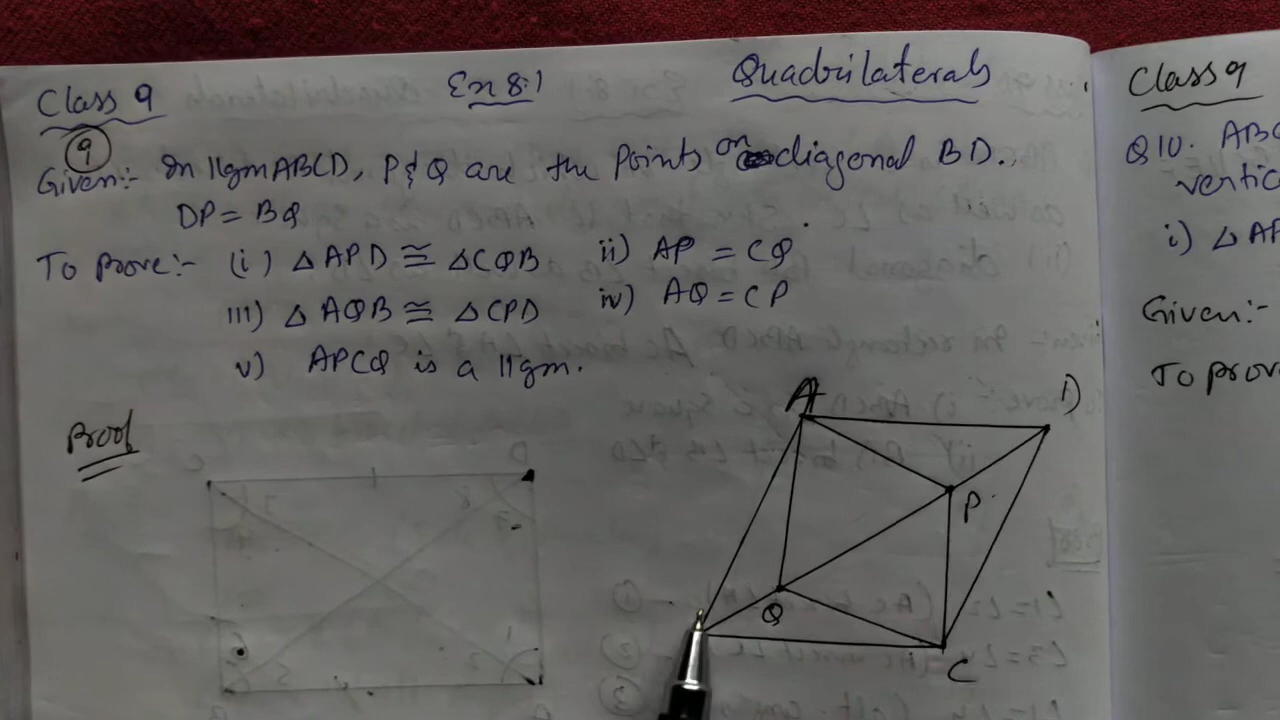 Class 9 Ex 8.1 Quadrilaterals
9
Given:- In ||gm ABCD, P & Q are the points on diagonal BD.
DP = BQ
To prove:- (i) △APD ≅ △CQB ii) AP = CQ
iii) △AQB ≅ △CPD iv) AQ = CP
v) APCQ is a ||gm.
Proof
A D
P
Q
C
Class 9
Q10. ABC
i) △AP
Given:-
To prov